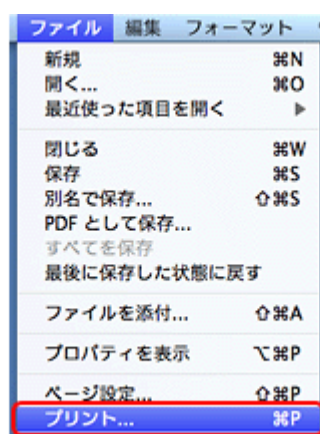 ファイル 編集 フォーマット
新規 ⌘N
開く... ⌘O
最近使った項目を開く ▶
閉じる ⌘W
保存 ⌘S
別名で保存... ⇧⌘S
PDF として保存...
すべてを保存
最後に保存した状態に戻す
ファイルを添付... ⇧⌘A
プロパティを表示 ⌥⌘P
ページ設定... ⇧⌘P
プリント... ⌘P